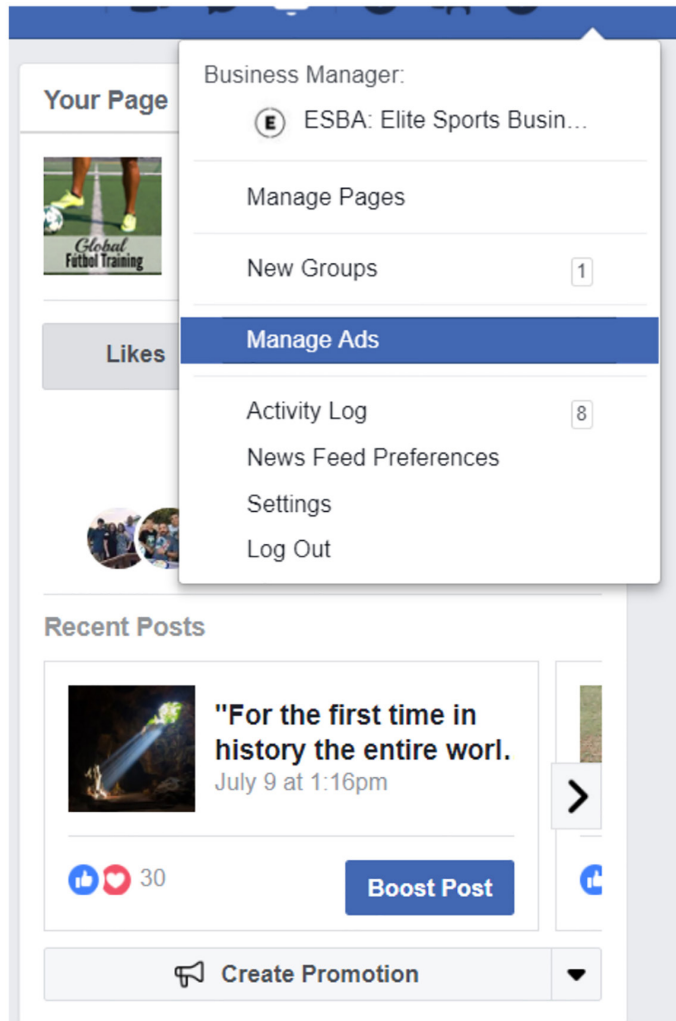 Business Manager:
E
ESBA: Elite Sports Busin...
Manage Pages
New Groups
1
Manage Ads
Activity Log
8
News Feed Preferences
Settings
Log Out
Your Page
Global
Fútbol Training
Likes
Recent Posts
"For the first time in
history the entire worl.
July 9 at 1:16pm
30
Boost Post
Create Promotion